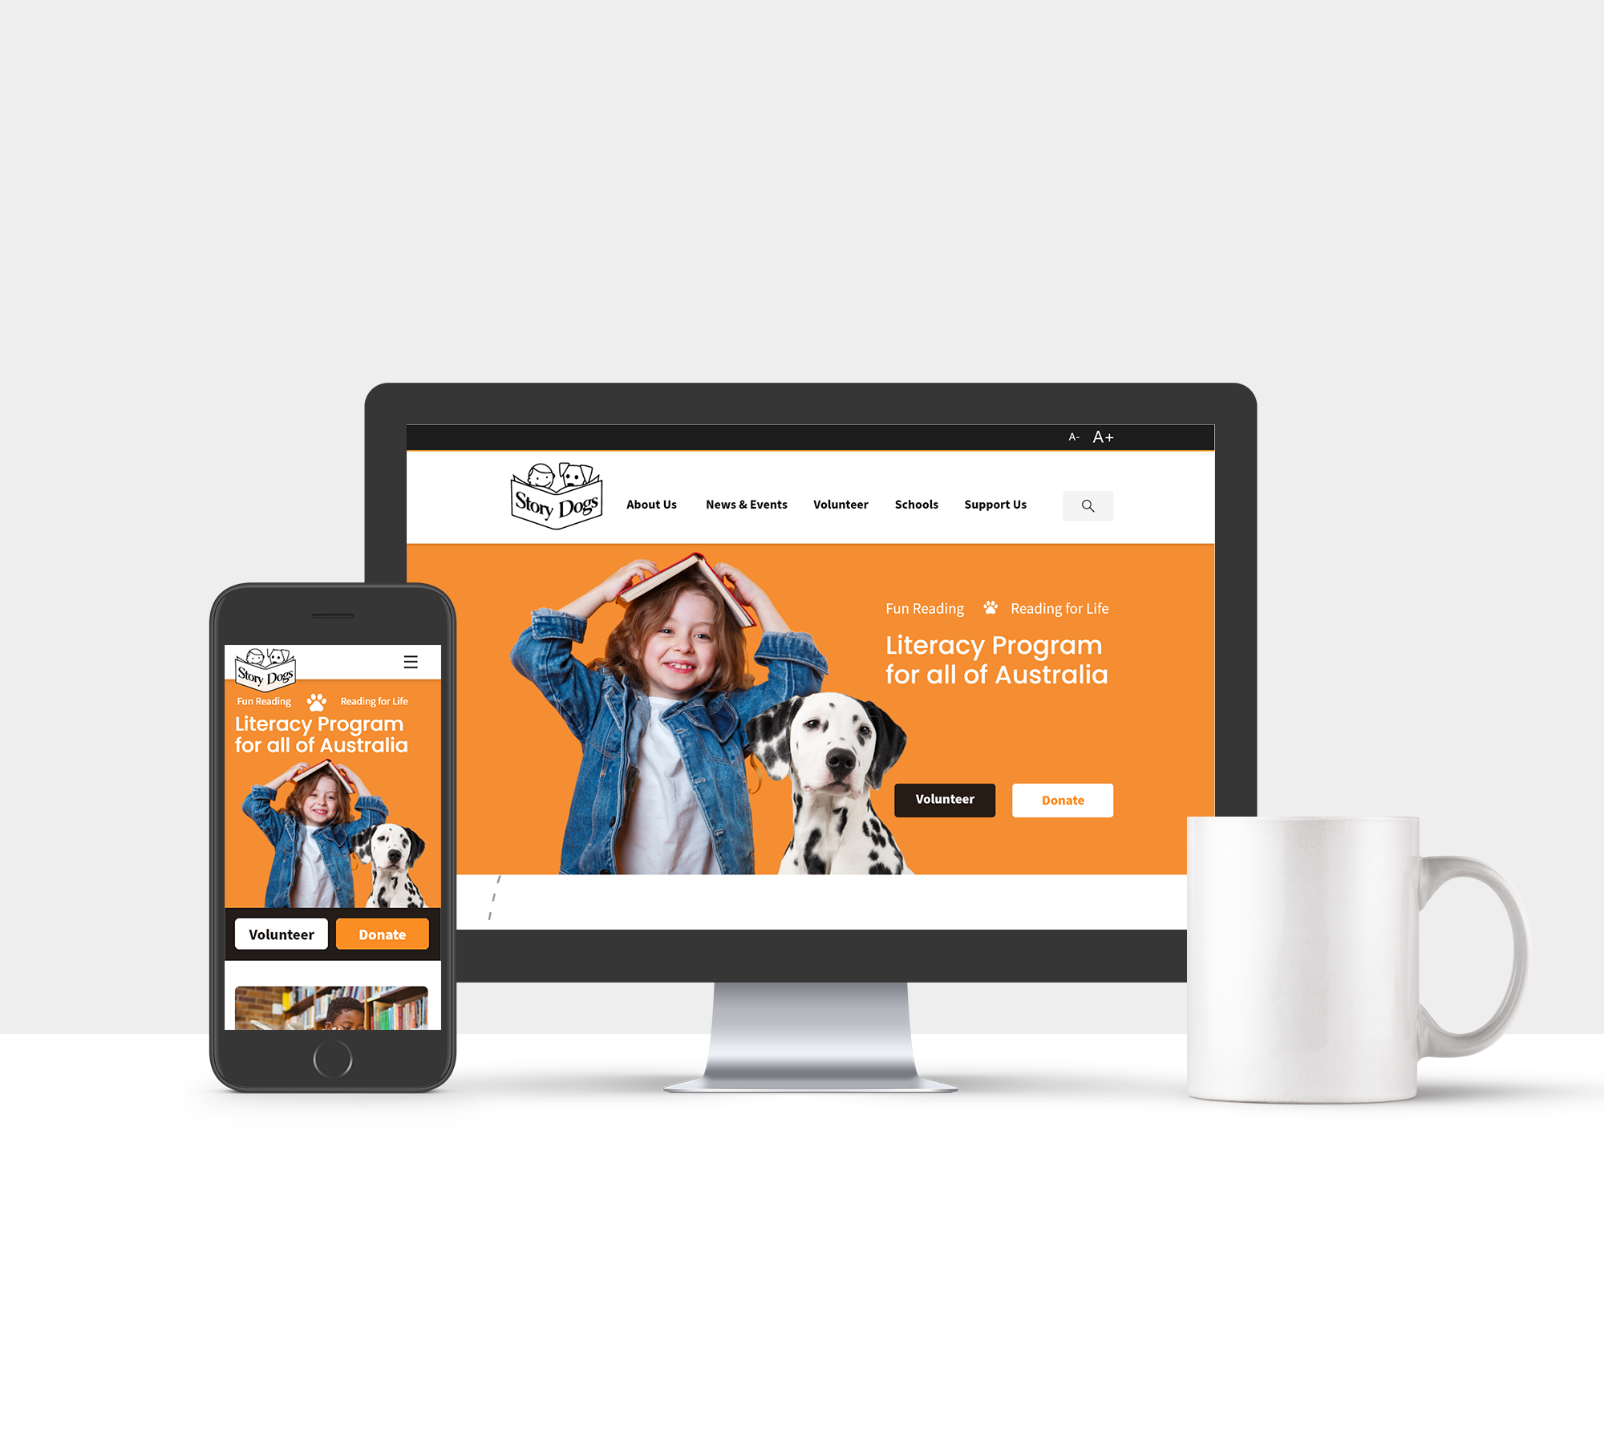 A- A+
Story Dogs
About Us News & Events Volunteer Schools Support Us
Fun Reading Reading for Life
Literacy Program
for all of Australia
Volunteer Donate
Story Dogs
Fun Reading Reading for Life
Literacy Program
for all of Australia
Volunteer Donate